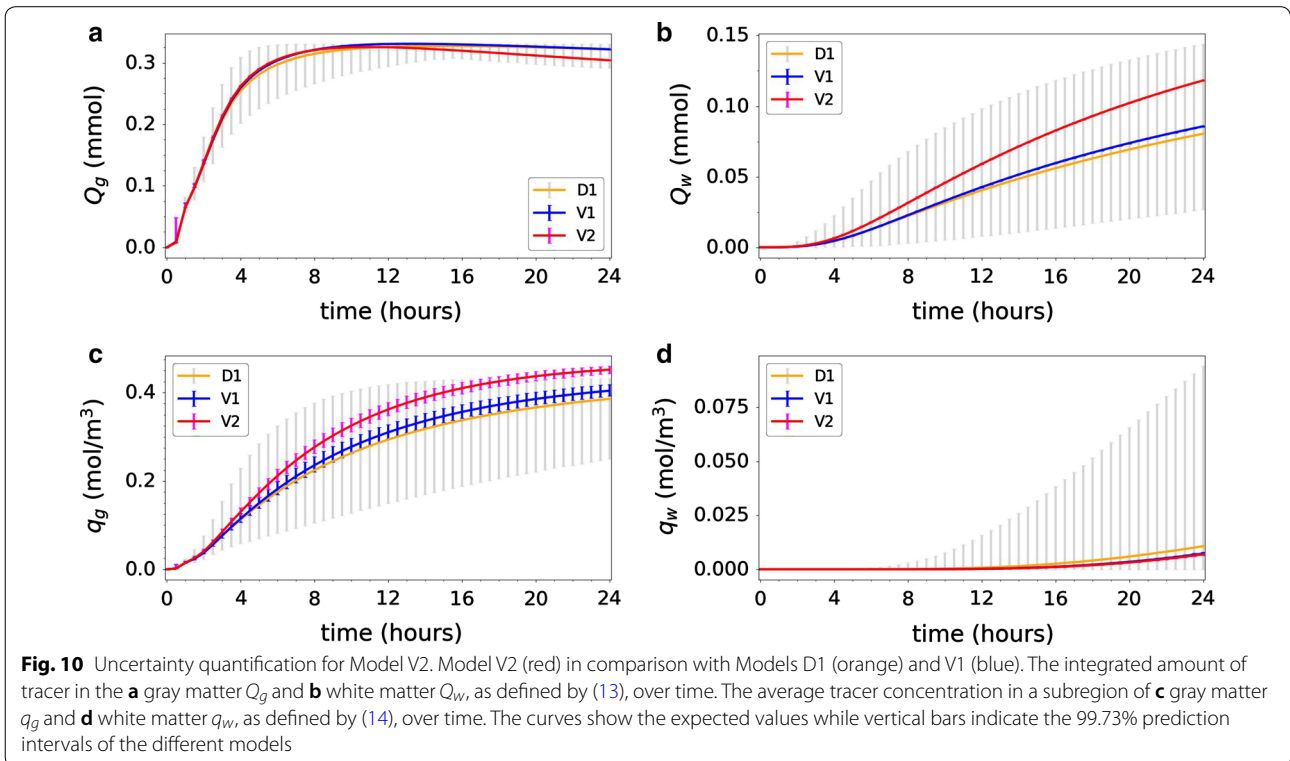 a
Q_g (mmol)
0.3
0.2
0.1
0.0
D1
V1
V2
0 4 8 12 16 20 24
time (hours)
b
Q_w (mmol)
0.15
0.10
0.05
0.00
D1
V1
V2
0 4 8 12 16 20 24
time (hours)
c
q_g (mol/m³)
0.4
0.2
0.0
D1
V1
V2
0 4 8 12 16 20 24
time (hours)
d
q_w (mol/m³)
0.075
0.050
0.025
0.000
D1
V1
V2
0 4 8 12 16 20 24
time (hours)
Fig. 10 Uncertainty quantification for Model V2. Model V2 (red) in comparison with Models D1 (orange) and V1 (blue). The integrated amount of
tracer in the a gray matter Q_g and b white matter Q_w, as defined by (13), over time. The average tracer concentration in a subregion of c gray matter
q_g and d white matter q_w, as defined by (14), over time. The curves show the expected values while vertical bars indicate the 99.73% prediction
intervals of the different models